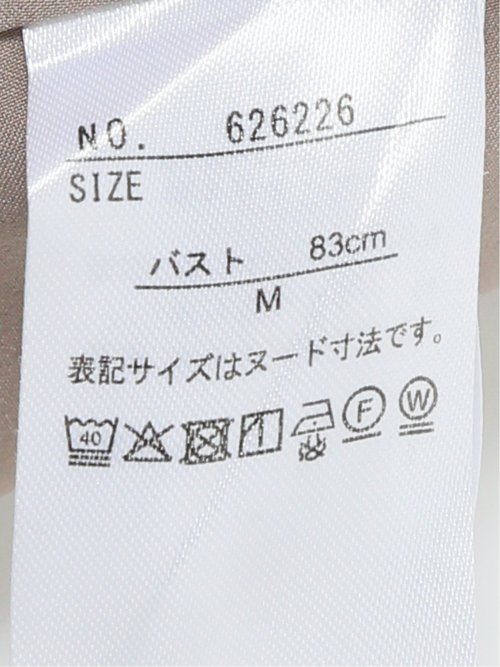 NO. 626226
SIZE
バスト 83cm
M
表記サイズはヌード寸法です。
40 F W